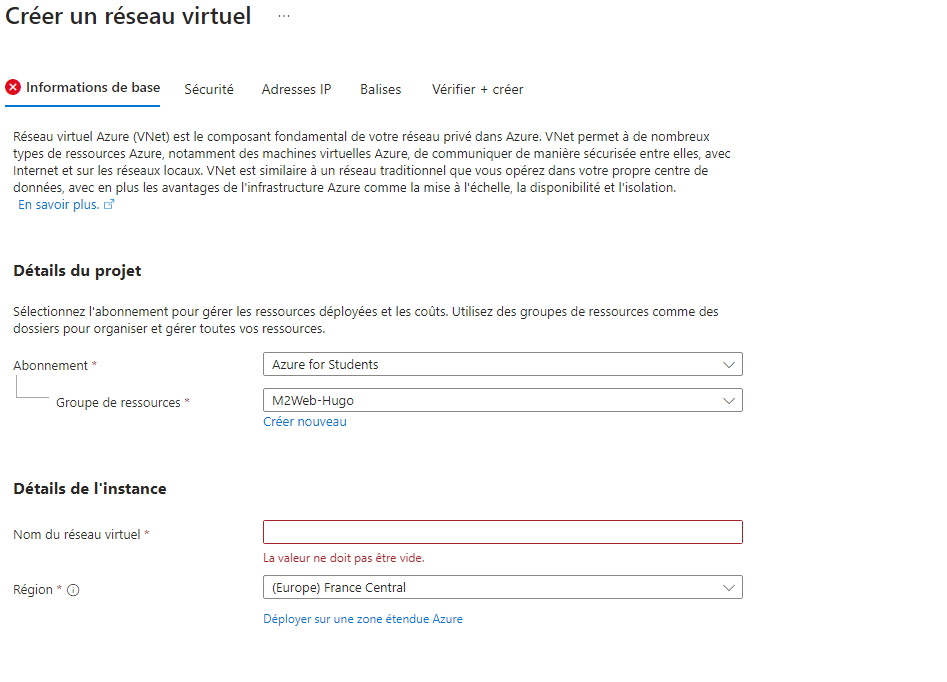 Créer un réseau virtuel ...
Informations de base Sécurité Adresses IP Balises Vérifier + créer
Réseau virtuel Azure (VNet) est le composant fondamental de votre réseau privé dans Azure. VNet permet à de nombreux
types de ressources Azure, notamment des machines virtuelles Azure, de communiquer de manière sécurisée entre elles, avec
Internet et sur les réseaux locaux. VNet est similaire à un réseau traditionnel que vous opérez dans votre propre centre de
données, avec en plus les avantages de l'infrastructure Azure comme la mise à l'échelle, la disponibilité et l'isolation.
En savoir plus.
Détails du projet
Sélectionnez l'abonnement pour gérer les ressources déployées et les coûts. Utilisez des groupes de ressources comme des
dossiers pour organiser et gérer toutes vos ressources.
Abonnement * Azure for Students
Groupe de ressources * M2Web-Hugo
Créer nouveau
Détails de l'instance
Nom du réseau virtuel *
La valeur ne doit pas être vide.
Région * (Europe) France Central
Déployer sur une zone étendue Azure